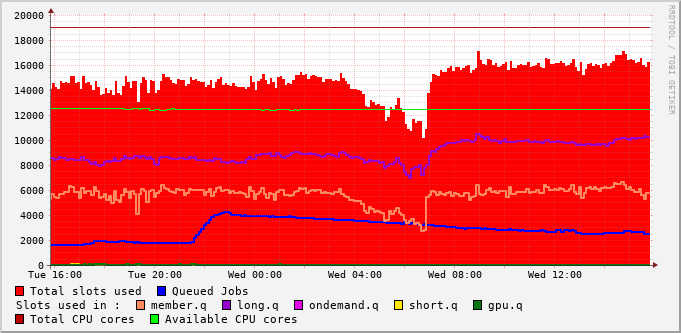 20000
18000
16000
14000
12000
10000
8000
6000
4000
2000
0
Tue 16:00 Tue 20:00 Wed 00:00 Wed 04:00 Wed 08:00 Wed 12:00
Total slots used Queued Jobs
Slots used in : member.q long.q ondemand.q short.q gpu.q
Total CPU cores Available CPU cores
RRDTOOL / TOBI OETIKER